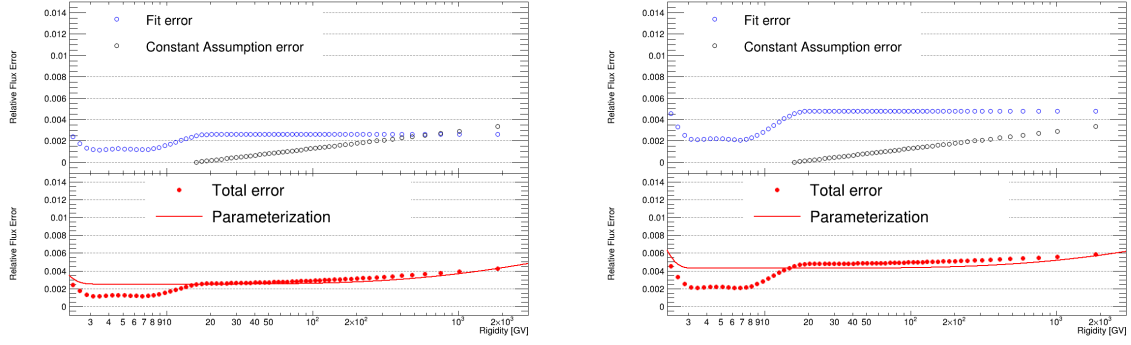 0.014
Fit error
0.012
Constant Assumption error
0.01
0.008
0.006
0.004
0.002
0
Relative Flux Error
0.014
Total error
0.012
Parameterization
0.01
0.008
0.006
0.004
0.002
0
Relative Flux Error
3 4 5 6 7 8 910 20 30 40 50 10² 2×10² 10³ 2×10³
Rigidity [GV]
0.014
Fit error
0.012
Constant Assumption error
0.01
0.008
0.006
0.004
0.002
0
Relative Flux Error
0.014
Total error
0.012
Parameterization
0.01
0.008
0.006
0.004
0.002
0
Relative Flux Error
3 4 5 6 7 8 910 20 30 40 50 10² 2×10² 10³ 2×10³
Rigidity [GV]